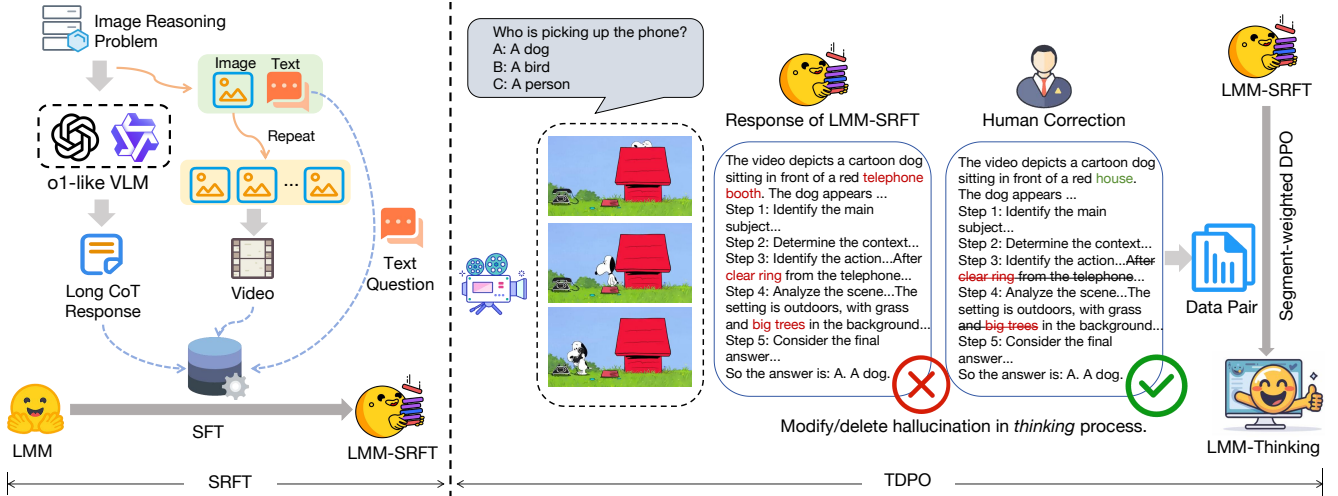 Image Reasoning
Problem
Image
Text
Repeat
o1-like VLM
Long CoT
Response
Video
Text
Question
LMM
SFT
LMM-SRFT
SRFT
Who is picking up the phone?
A: A dog
B: A bird
C: A person
Response of LMM-SRFT
The video depicts a cartoon dog
sitting in front of a red telephone
booth. The dog appears ...
Step 1: Identify the main
subject...
Step 2: Determine the context...
Step 3: Identify the action...After
clear ring from the telephone...
Step 4: Analyze the scene...The
setting is outdoors, with grass
and big trees in the background...
Step 5: Consider the final
answer...
So the answer is: A. A dog.
Human Correction
The video depicts a cartoon dog
sitting in front of a red house.
The dog appears ...
Step 1: Identify the main
subject...
Step 2: Determine the context...
Step 3: Identify the action...After
clear ring from the telephone...
Step 4: Analyze the scene...The
setting is outdoors, with grass
and big trees in the background...
Step 5: Consider the final
answer...
So the answer is: A. A dog.
Modify/delete hallucination in thinking process.
Data Pair
LMM-SRFT
Segment-weighted DPO
LMM-Thinking
TDPO